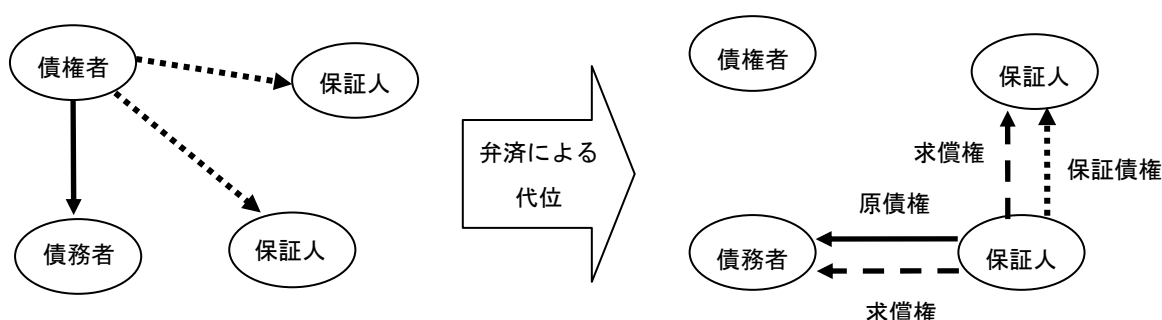 債権者
保証人
債務者
保証人
弁済による
代位
債権者
保証人
求償権
保証債権
原債権
債務者
保証人
求償権